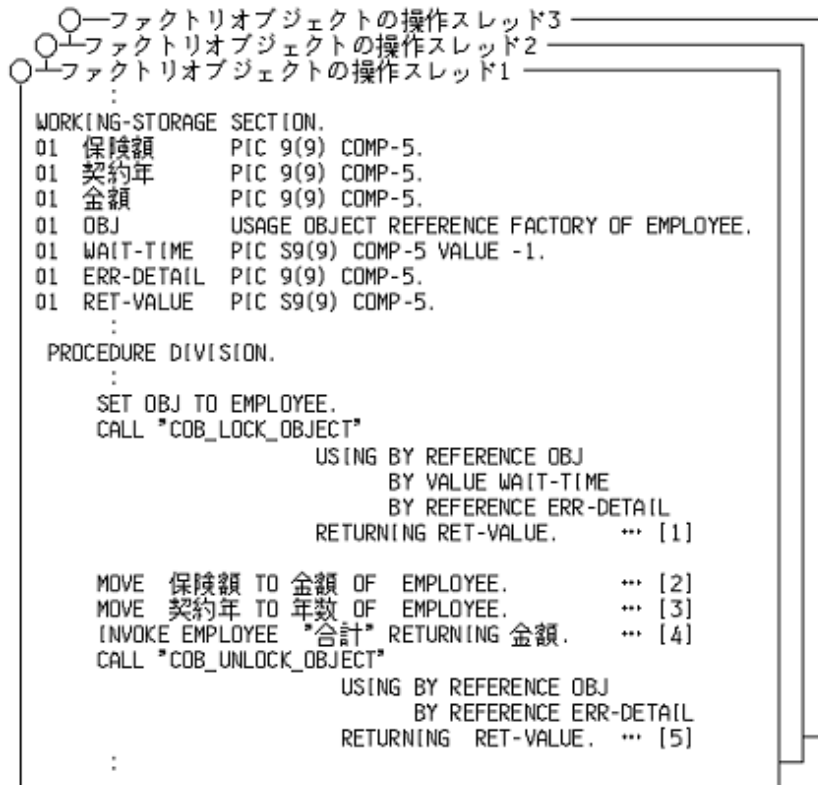 ファクトリオブジェクトの操作スレッド3
ファクトリオブジェクトの操作スレッド2
ファクトリオブジェクトの操作スレッド1
:
WORKING-STORAGE SECTION.
01 保険額 PIC 9(9) COMP-5.
01 契約年 PIC 9(9) COMP-5.
01 金額 PIC 9(9) COMP-5.
01 OBJ USAGE OBJECT REFERENCE FACTORY OF EMPLOYEE.
01 WAIT-TIME PIC S9(9) COMP-5 VALUE -1.
01 ERR-DETAIL PIC 9(9) COMP-5.
01 RET-VALUE PIC S9(9) COMP-5.
:
PROCEDURE DIVISION.
:
SET OBJ TO EMPLOYEE.
CALL "COB_LOCK_OBJECT"
USING BY REFERENCE OBJ
BY VALUE WAIT-TIME
BY REFERENCE ERR-DETAIL
RETURNING RET-VALUE. … [1]
MOVE 保険額 TO 金額 OF EMPLOYEE. … [2]
MOVE 契約年 TO 年数 OF EMPLOYEE. … [3]
INVOKE EMPLOYEE "合計" RETURNING 金額. … [4]
CALL "COB_UNLOCK_OBJECT"
USING BY REFERENCE OBJ
BY REFERENCE ERR-DETAIL
RETURNING RET-VALUE. … [5]
: